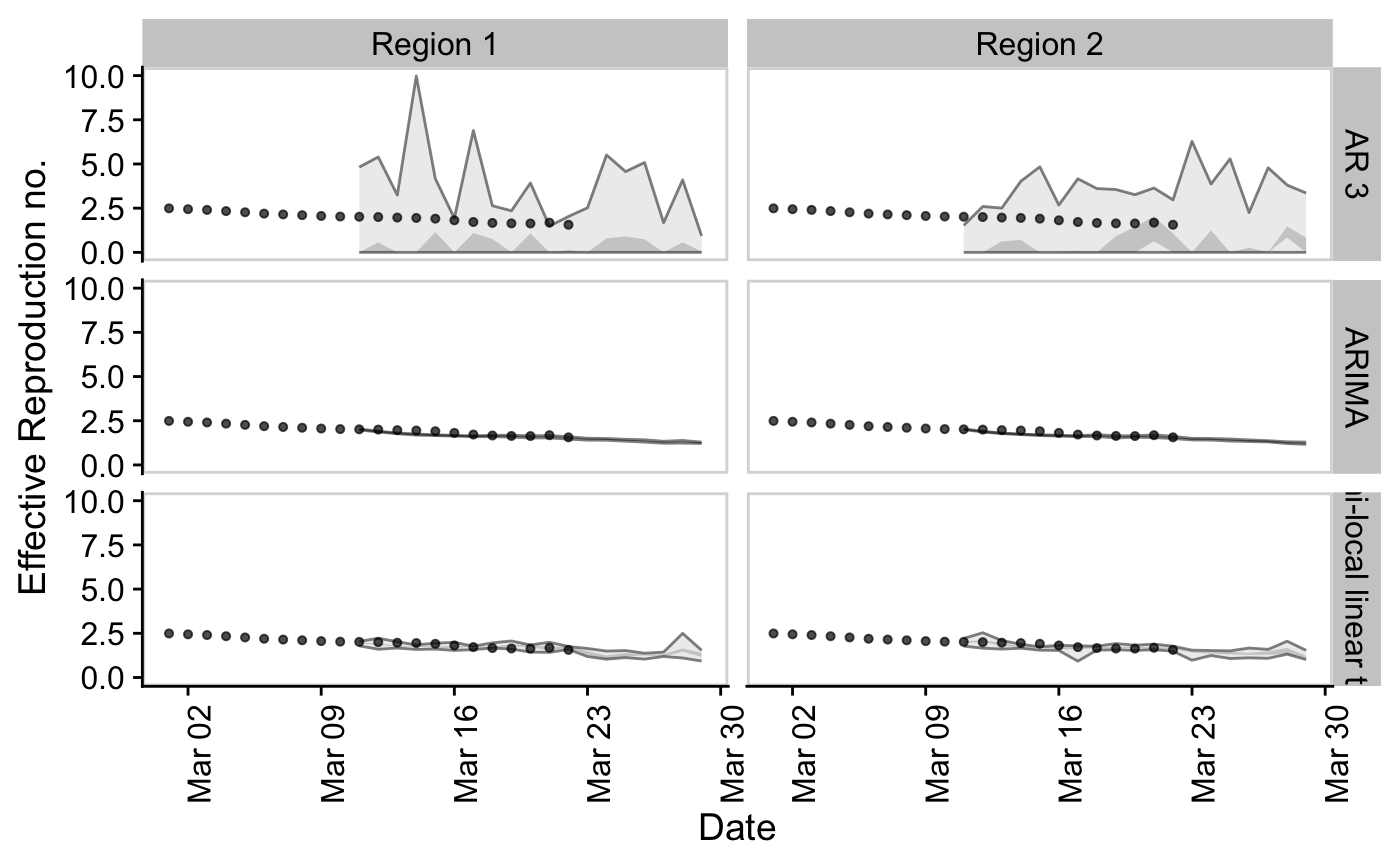 Region 1
Region 2
Effective Reproduction no.
10.0
7.5
5.0
2.5
0.0
AR 3
10.0
7.5
5.0
2.5
0.0
ARIMA
10.0
7.5
5.0
2.5
0.0
i-local linear t
Mar 02
Mar 09
Mar 16
Mar 23
Mar 30
Mar 02
Mar 09
Mar 16
Mar 23
Mar 30
Date